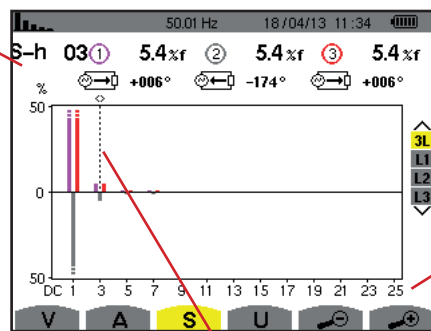 50.01 Hz 18/04/13 11:34
S-h 03 1 5.4%f 2 5.4%f 3 5.4%f
+006° -174° +006°
%
50
0
50
3L
L1
L2
L3
DC 1 3 5 7 9 11 13 15 17 19 21 23 25
V A S U